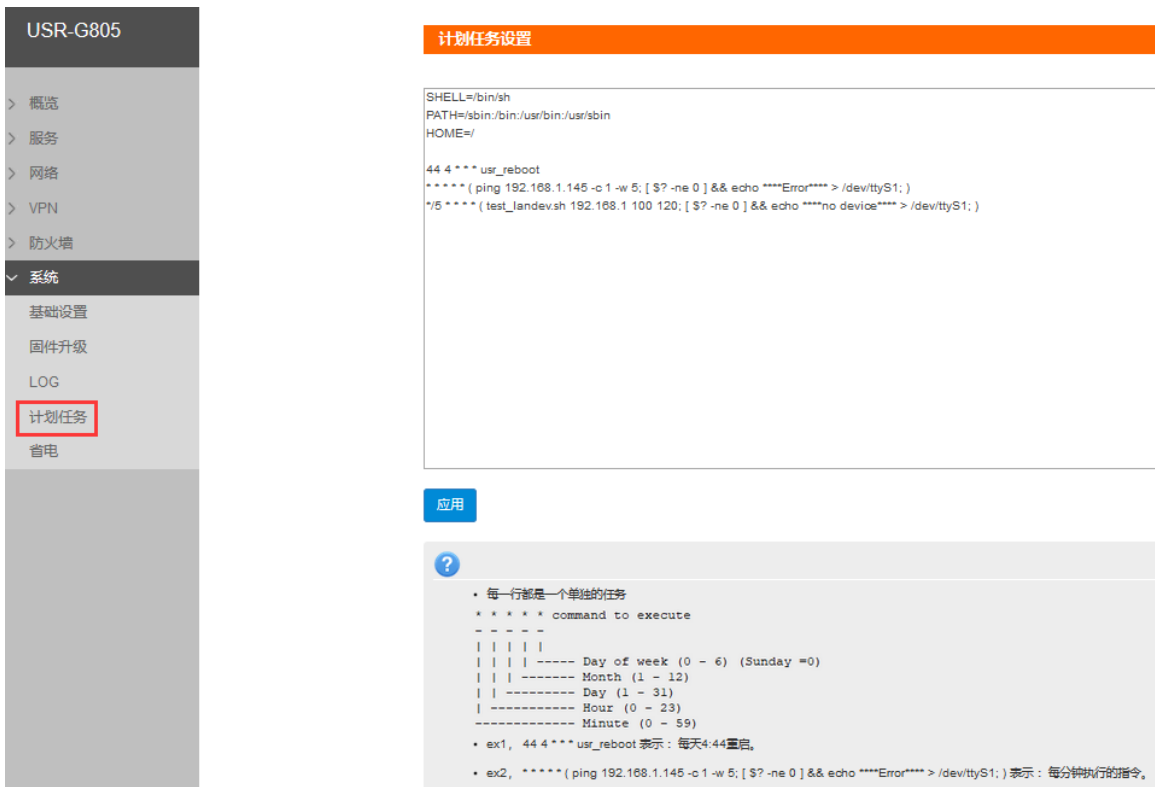 USR-G805
概览
服务
网络
VPN
防火墙
系统
基础设置
固件升级
LOG
计划任务
省电
计划任务设置
SHELL=/bin/sh
PATH=/sbin:/bin:/usr/bin:/usr/sbin
HOME=/
44 4 * * * usr_reboot
* * * * * ( ping 192.168.1.145 -c 1 -w 5; [ $? -ne 0 ] && echo ****Error**** > /dev/ttyS1; )
*/5 * * * * ( test_landev.sh 192.168.1 100 120; [ $? -ne 0 ] && echo ****no device**** > /dev/ttyS1; )
应用
• 每一行都是一个单独的任务
* * * * * command to execute
- - - - -
| | | | |
| | | | ----- Day of week (0 - 6) (Sunday =0)
| | | ------- Month (1 - 12)
| | --------- Day (1 - 31)
| ----------- Hour (0 - 23)
------------- Minute (0 - 59)
• ex1， 44 4 * * * usr_reboot 表示： 每天4:44重启。
• ex2， * * * * * ( ping 192.168.1.145 -c 1 -w 5; [ $? -ne 0 ] && echo ****Error**** > /dev/ttyS1; ) 表示： 每分钟执行的指令。